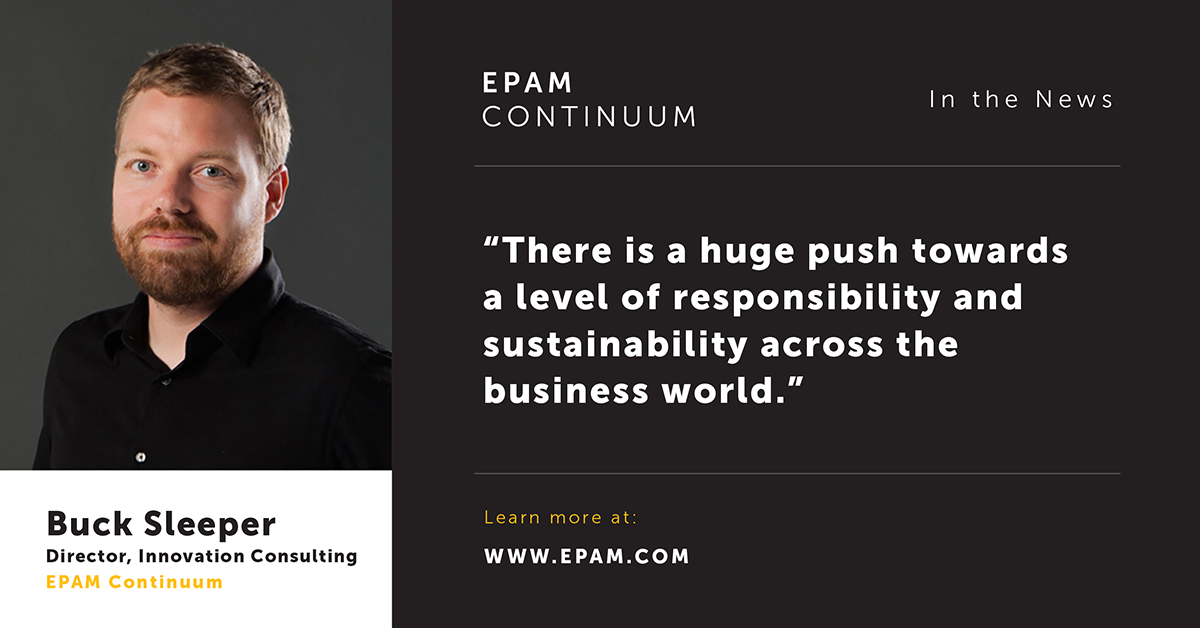 EPAM
CONTINUUM
In the News
“There is a huge push towards
a level of responsibility and
sustainability across the
business world.”
Learn more at:
WWW.EPAM.COM
Buck Sleeper
Director, Innovation Consulting
EPAM Continuum